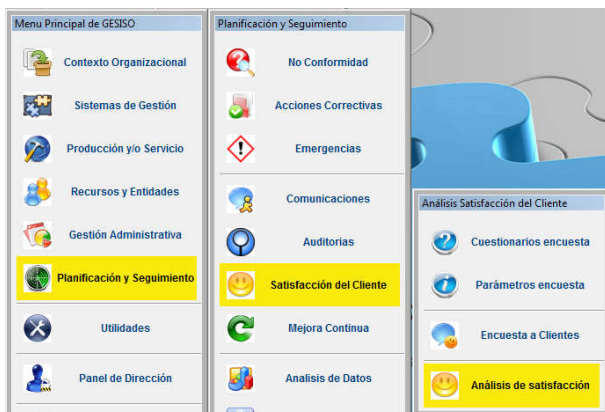 Menu Principal de GESISO
Contexto Organizacional
Sistemas de Gestión
Producción y/o Servicio
Recursos y Entidades
Gestión Administrativa
Planificación y Seguimiento
Utilidades
Panel de Dirección
Planificación y Seguimiento
No Conformidad
Acciones Correctivas
Emergencias
Comunicaciones
Auditorias
Satisfacción del Cliente
Mejora Continua
Analisis de Datos
Análisis Satisfacción del Cliente
Cuestionarios encuesta
Parámetros encuesta
Encuesta a Clientes
Análisis de satisfacción